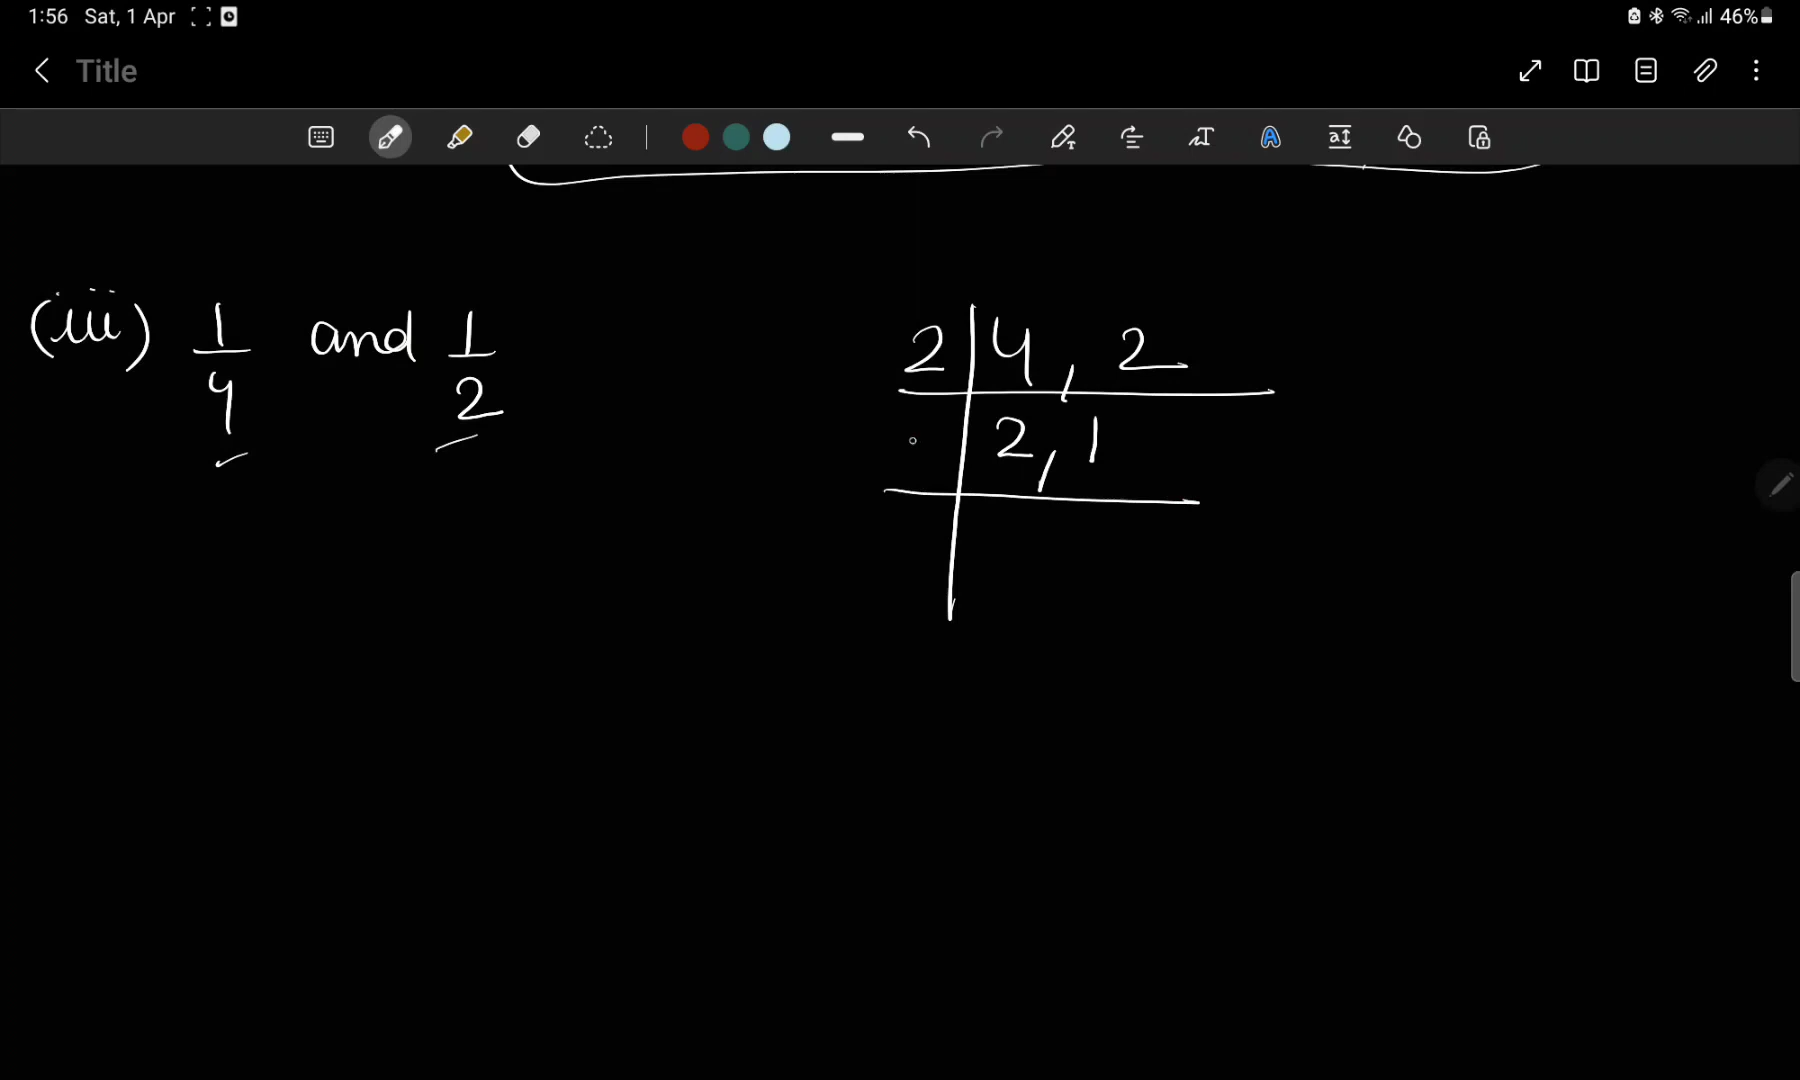 1:56 Sat, 1 Apr
46%
Title
(iii) 1/4 and 1/2
2 | 4, 2
2, 1